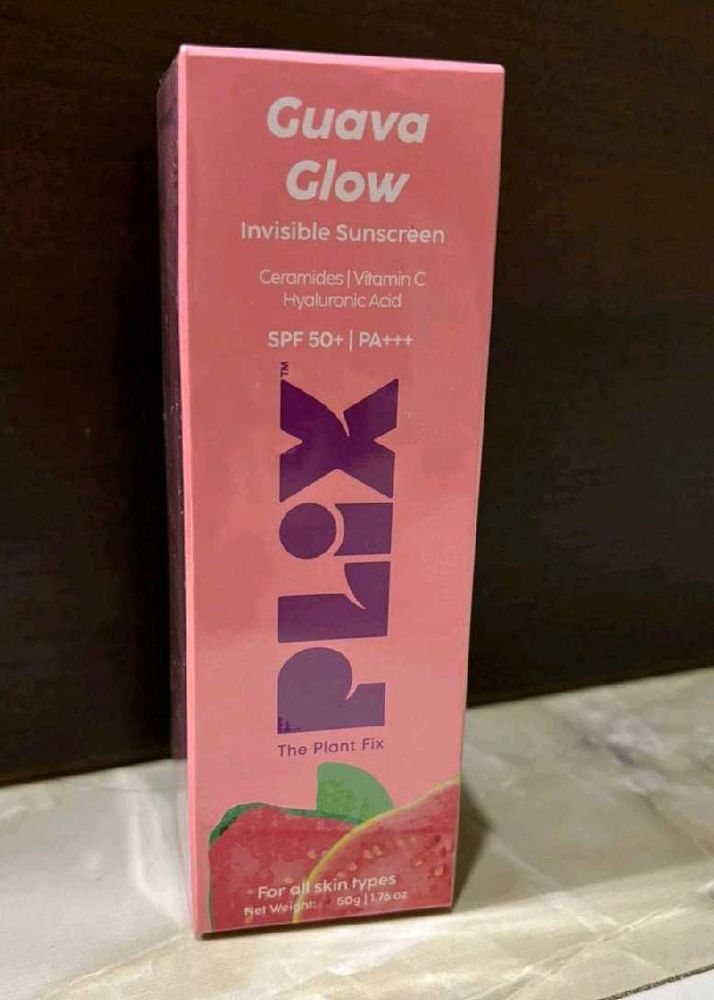 Guava
Glow
Invisible Sunscreen
Ceramides | Vitamin C
Hyaluronic Acid
SPF 50+ | PA+++
PLiX™
The Plant Fix
For all skin types
Net Weight: 50g | 1.76 oz